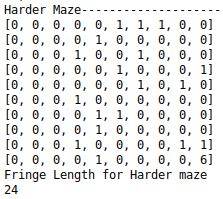 Harder Maze---------------------
[0, 0, 0, 0, 0, 1, 1, 1, 0, 0]
[0, 0, 0, 0, 1, 0, 0, 0, 0, 0]
[0, 0, 0, 1, 0, 0, 1, 0, 0, 0]
[0, 0, 0, 0, 0, 1, 0, 0, 0, 1]
[0, 0, 0, 0, 0, 0, 1, 0, 1, 0]
[0, 0, 0, 1, 0, 0, 0, 0, 0, 0]
[0, 0, 0, 0, 1, 1, 0, 0, 0, 0]
[0, 0, 0, 0, 1, 0, 0, 0, 0, 0]
[0, 0, 0, 1, 0, 0, 0, 0, 1, 1]
[0, 0, 0, 0, 1, 0, 0, 0, 0, 6]
Fringe Length for Harder maze
24